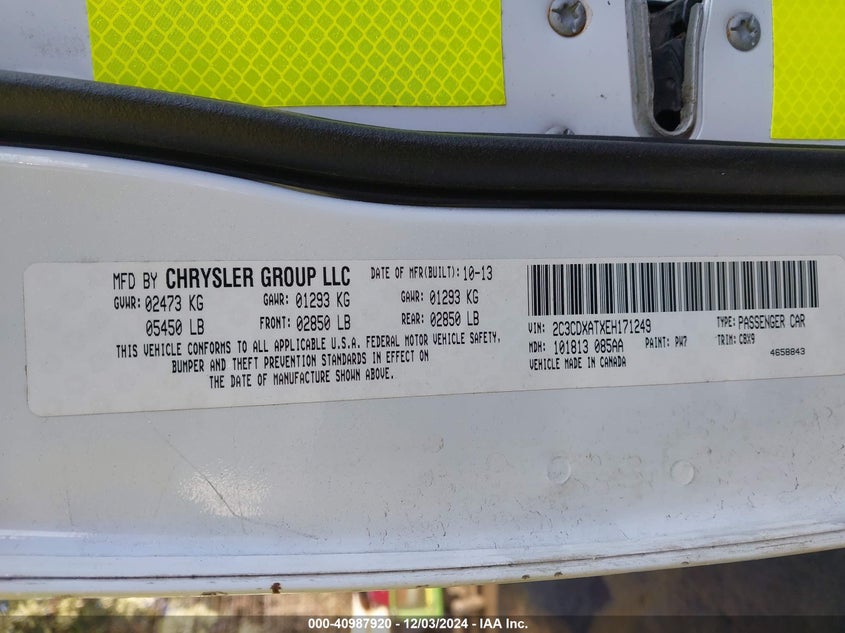 MFD BY CHRYSLER GROUP LLC DATE OF MFR(BUILT): 10-13
GVWR: 02473 KG GAWR: 01293 KG GAWR: 01293 KG
05450 LB FRONT: 02850 LB REAR: 02850 LB
THIS VEHICLE CONFORMS TO ALL APPLICABLE U.S.A. FEDERAL MOTOR VEHICLE SAFETY,
BUMPER AND THEFT PREVENTION STANDARDS IN EFFECT ON
THE DATE OF MANUFACTURE SHOWN ABOVE.
VIN: 2C3CDXATXEH171249 TYPE: PASSENGER CAR
MDH: 101813 085AA PAINT: PW7 TRIM: CBX9
VEHICLE MADE IN CANADA 4658843
000-40987920 - 12/03/2024 - IAA Inc.